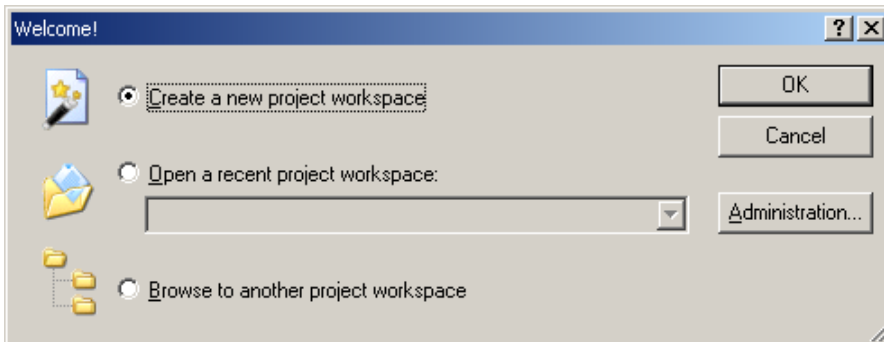 Welcome!
Create a new project workspace
OK
Cancel
Open a recent project workspace:
Administration...
Browse to another project workspace